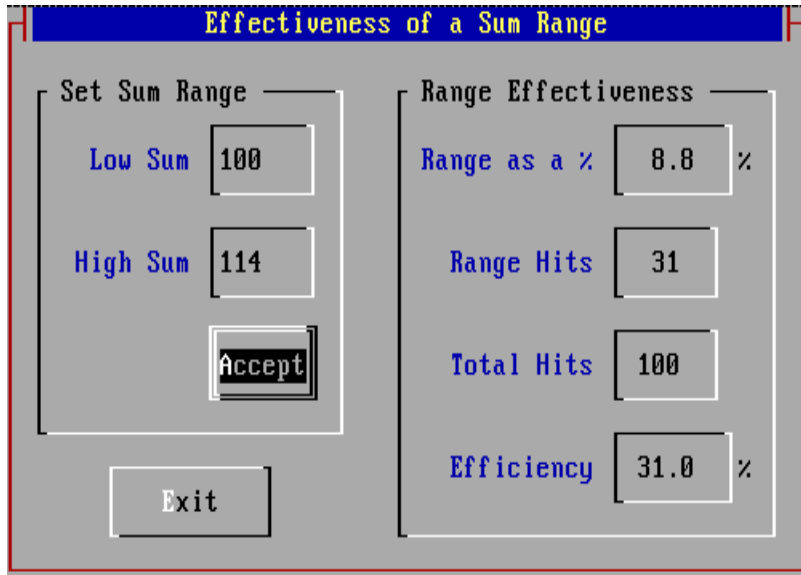 Effectiveness of a Sum Range
Set Sum Range
Low Sum 100
High Sum 114
Accept
Exit
Range Effectiveness
Range as a % 8.8 %
Range Hits 31
Total Hits 100
Efficiency 31.0 %